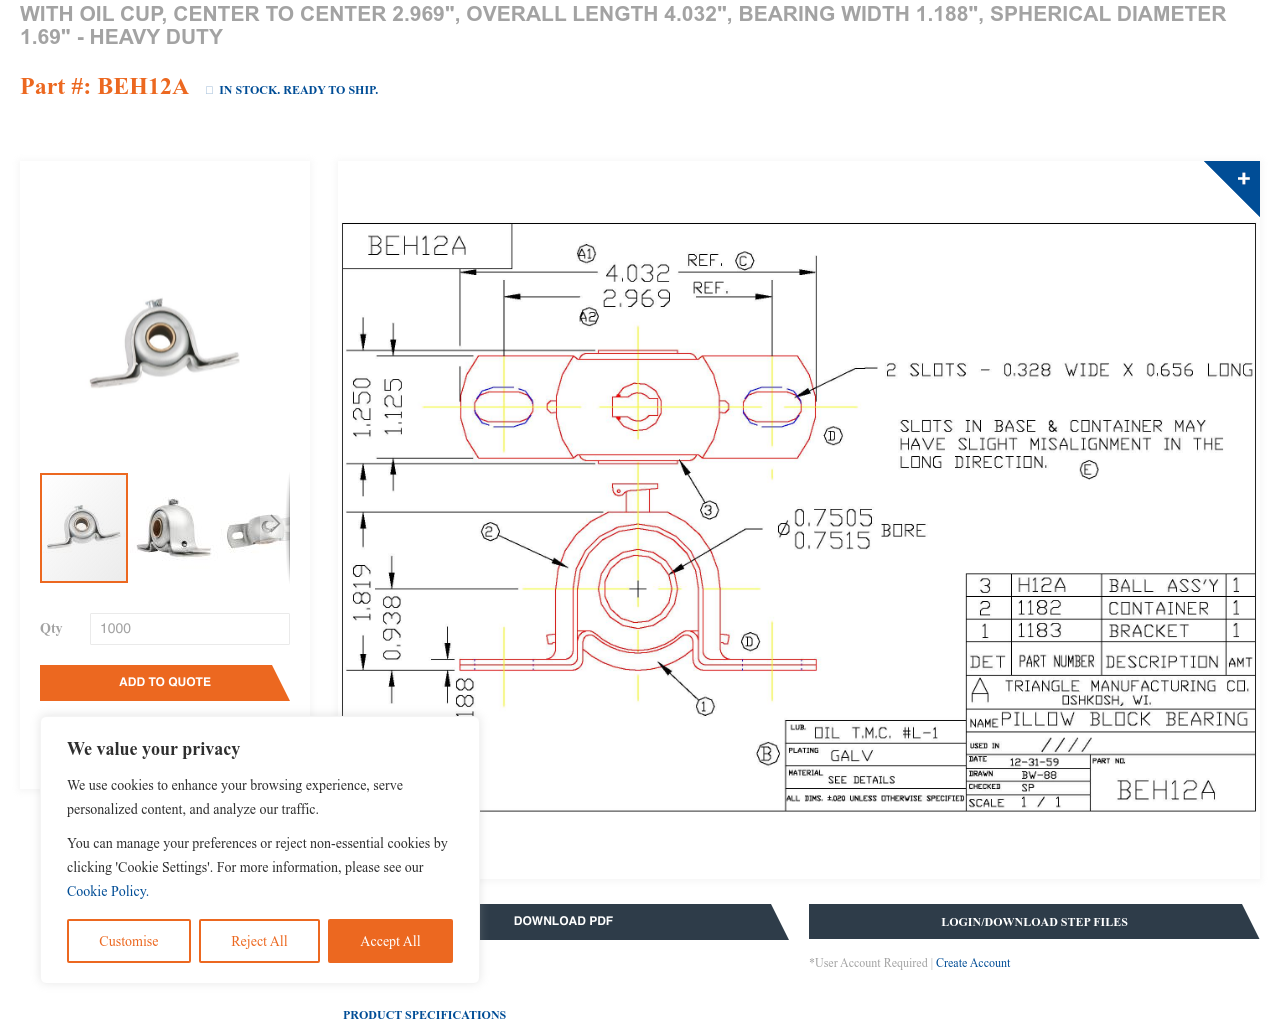 WITH OIL CUP, CENTER TO CENTER 2.969", OVERALL LENGTH 4.032", BEARING WIDTH 1.188", SPHERICAL DIAMETER
1.69" - HEAVY DUTY
Part #: BEH12A
IN STOCK. READY TO SHIP.
+
BEH12A
A1
4.032 REF. C
2.969 REF.
A2
1.250
1.125
2 SLOTS - 0.328 WIDE X 0.656 LONG
D
SLOTS IN BASE & CONTAINER MAY
HAVE SLIGHT MISALIGNMENT IN THE
LONG DIRECTION. E
3
2
Ø 0.7505
0.7515 BORE
1.819
0.938
D
188
1
3 H12A BALL ASS'Y 1
2 1182 CONTAINER 1
1 1183 BRACKET 1
DET PART NUMBER DESCRIPTION AMT
A TRIANGLE MANUFACTURING CO.
OSHKOSH, WI.
NAME PILLOW BLOCK BEARING
USED IN ////
DATE 12-31-59
DRAWN BW-88
CHECKED SP
SCALE 1 / 1
PART NO.
BEH12A
B
LUB. OIL T.M.C. #L-1
PLATING GALV
MATERIAL SEE DETAILS
ALL DIMS. ±.020 UNLESS OTHERWISE SPECIFIED
Qty 1000
ADD TO QUOTE
We value your privacy
We use cookies to enhance your browsing experience, serve
personalized content, and analyze our traffic.
You can manage your preferences or reject non-essential cookies by
clicking 'Cookie Settings'. For more information, please see our
Cookie Policy.
Customise
Reject All
Accept All
DOWNLOAD PDF
LOGIN/DOWNLOAD STEP FILES
*User Account Required | Create Account
PRODUCT SPECIFICATIONS